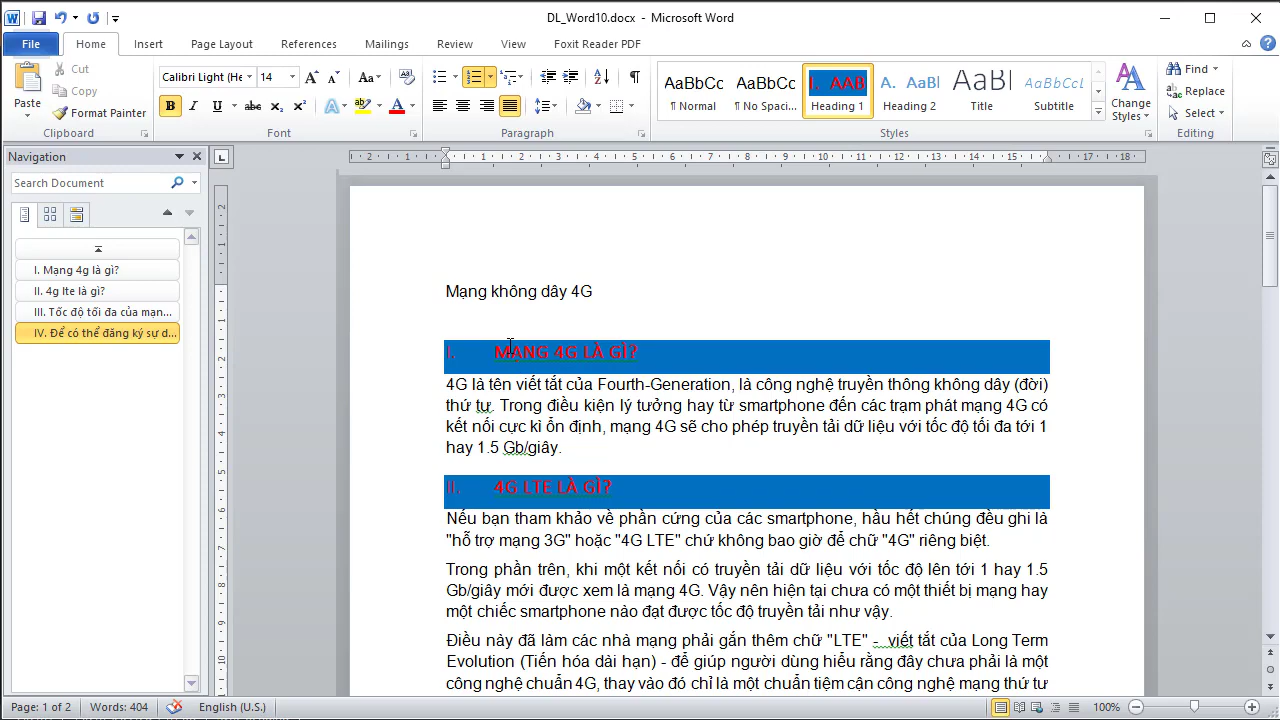 DL_Word10.docx - Microsoft Word
File Home Insert Page Layout References Mailings Review View Foxit Reader PDF
Paste
Cut
Copy
Format Painter
Clipboard
Calibri Light (He 14
Font
Paragraph
AaBbCc
¶ Normal
AaBbCc
¶ No Spaci...
I. AAB
Heading 1
A. AaBl
Heading 2
AaBl
Title
AaBbCcI
Styles
Change
Styles
Find
Replace
Select
Editing
Navigation
Search Document
I. Mạng 4g là gì?
II. 4g lte là gì?
III. Tốc độ tối đa của mạn...
IV. Để có thể đăng ký sự d...
Mạng không dây 4G
I. MẠNG 4G LÀ GÌ?
4G là tên viết tắt của Fourth-Generation, là công nghệ truyền thông không dây (đời)
thứ tư. Trong điều kiện lý tưởng hay từ smartphone đến các trạm phát mạng 4G có
kết nối cực kì ổn định, mạng 4G sẽ cho phép truyền tải dữ liệu với tốc độ tối đa tới 1
hay 1.5 Gb/giây.
II. 4G LTE LÀ GÌ?
Nếu bạn tham khảo về phần cứng của các smartphone, hầu hết chúng đều ghi là
"hỗ trợ mạng 3G" hoặc "4G LTE" chứ không bao giờ để chữ "4G" riêng biệt.
Trong phần trên, khi một kết nối có truyền tải dữ liệu với tốc độ lên tới 1 hay 1.5
Gb/giây mới được xem là mạng 4G. Vậy nên hiện tại chưa có một thiết bị mạng hay
một chiếc smartphone nào đạt được tốc độ truyền tải như vậy.
Điều này đã làm các nhà mạng phải gắn thêm chữ "LTE" - viết tắt của Long Term
Evolution (Tiến hóa dài hạn) - để giúp người dùng hiểu rằng đây chưa phải là một
công nghệ chuẩn 4G, thay vào đó chỉ là một chuẩn tiệm cận công nghệ mạng thứ tư
Page: 1 of 2 Words: 404 English (U.S.) 100%